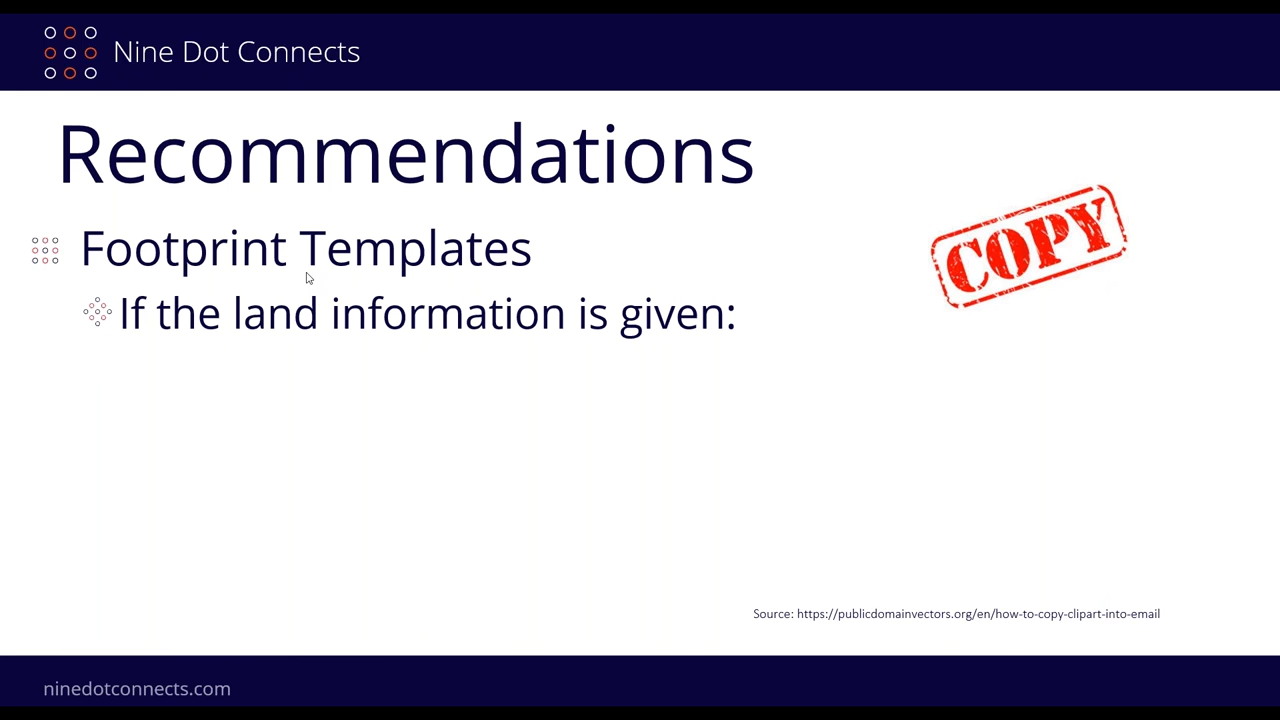 Nine Dot Connects
Recommendations
Footprint Templates
If the land information is given:
COPY
Source: https://publicdomainvectors.org/en/how-to-copy-clipart-into-email
ninedotconnects.com